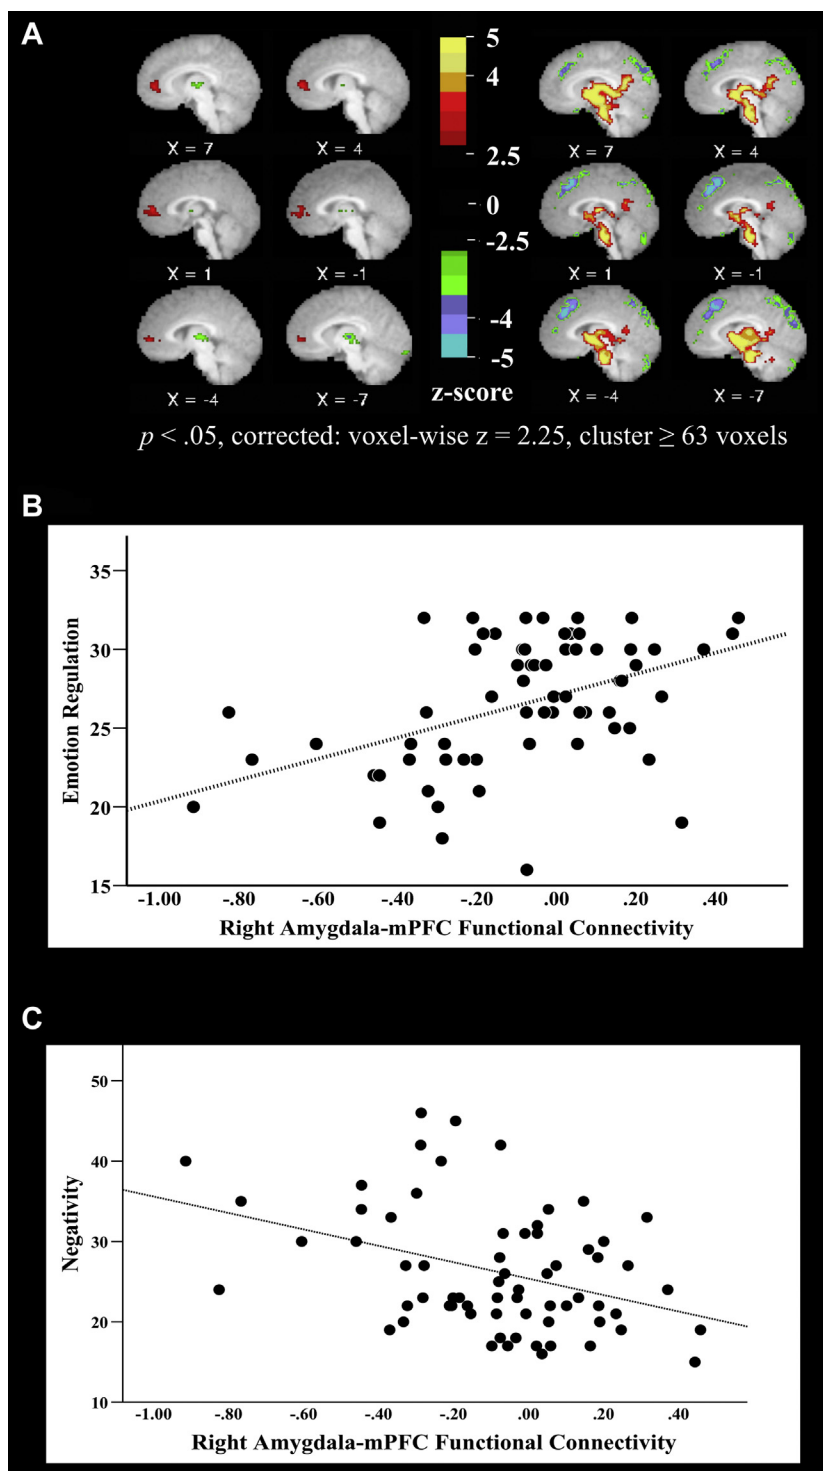 A
5
4
2.5
0
-2.5
-4
-5
z-score
X = 7 X = 4 X = 7 X = 4
X = 1 X = -1 X = 1 X = -1
X = -4 X = -7 X = -4 X = -7
p < .05, corrected: voxel-wise z = 2.25, cluster ≥ 63 voxels
B
Emotion Regulation
35
30
25
20
15
-1.00 -.80 -.60 -.40 -.20 .00 .20 .40
Right Amygdala-mPFC Functional Connectivity
C
Negativity
50
40
30
20
10
-1.00 -.80 -.60 -.40 -.20 .00 .20 .40
Right Amygdala-mPFC Functional Connectivity